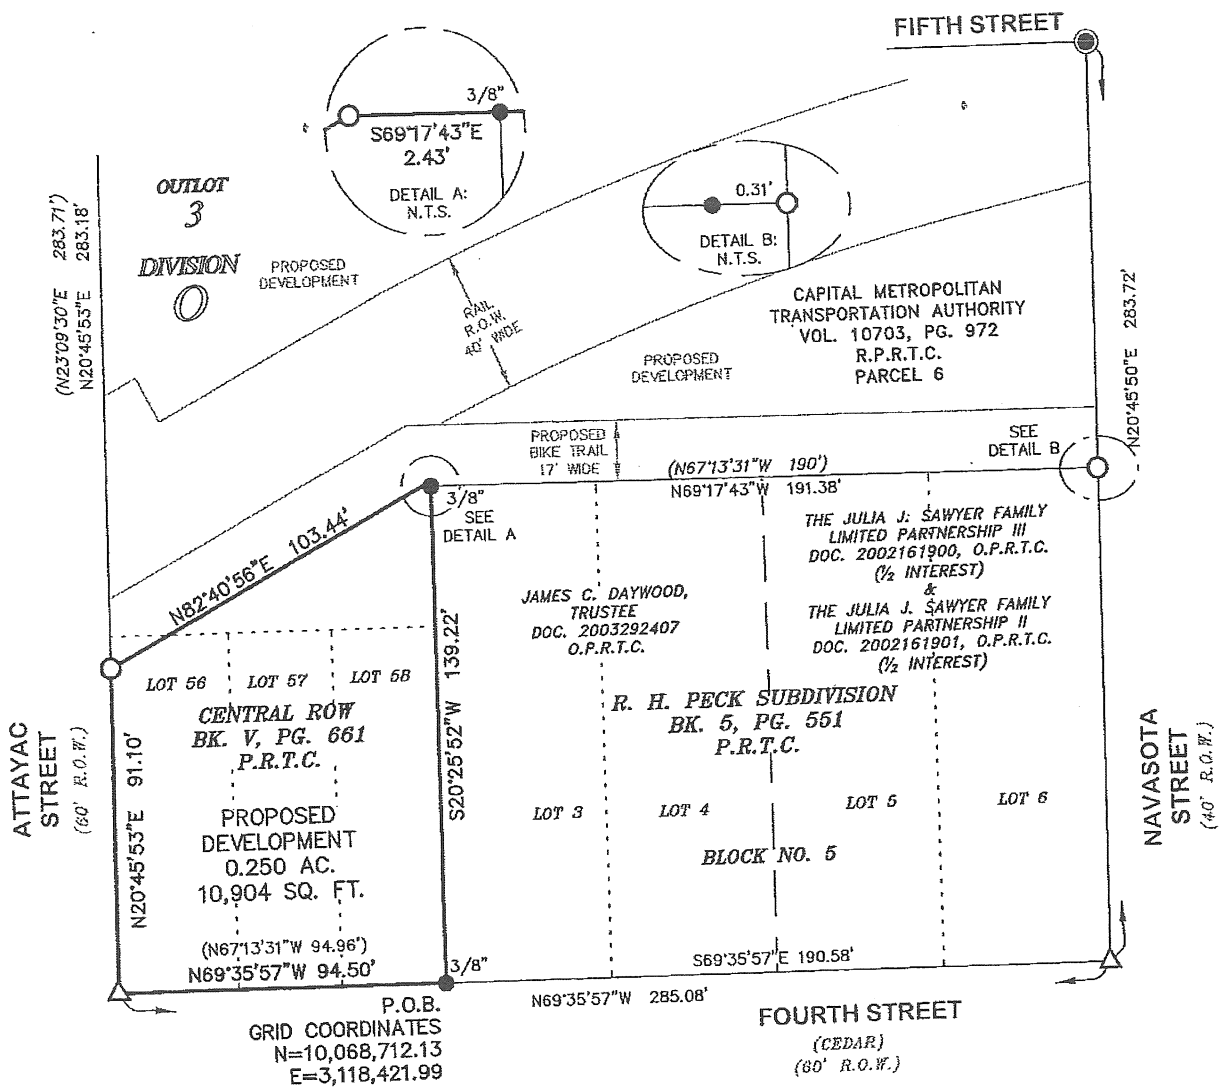 FIFTH STREET
3/8"
S69°17'43"E
2.43'
DETAIL A:
N.T.S.
0.31'
DETAIL B:
N.T.S.
(N23°09'30"E 283.71')
N20°45'53"E 283.18'
OUTLOT
3
DIVISION
O
PROPOSED
DEVELOPMENT
RAIL
R.O.W.
40' WIDE
CAPITAL METROPOLITAN
TRANSPORTATION AUTHORITY
VOL. 10703, PG. 972
R.P.R.T.C.
PARCEL 6
PROPOSED
DEVELOPMENT
N20°45'50"E 283.72'
PROPOSED
BIKE TRAIL
17' WIDE
SEE
DETAIL B
(N67°13'31"W 190')
N69°17'43"W 191.38'
3/8"
SEE
DETAIL A
N82°40'56"E 103.44'
THE JULIA J. SAWYER FAMILY
LIMITED PARTNERSHIP III
DOC. 2002161900, O.P.R.T.C.
(½ INTEREST)
&
THE JULIA J. SAWYER FAMILY
LIMITED PARTNERSHIP II
DOC. 2002161901, O.P.R.T.C.
(½ INTEREST)
JAMES C. DAYWOOD,
TRUSTEE
DOC. 2003292407
O.P.R.T.C.
S20°25'52"W 139.22'
LOT 56 LOT 57 LOT 58
CENTRAL ROW
BK. V, PG. 661
P.R.T.C.
R. H. PECK SUBDIVISION
BK. 5, PG. 551
P.R.T.C.
ATTAYAC
STREET
(60' R.O.W.)
N20°45'53"E 91.10'
PROPOSED
DEVELOPMENT
0.250 AC.
10,904 SQ. FT.
LOT 3 LOT 4 LOT 5 LOT 6
BLOCK NO. 5
NAVASOTA
STREET
(40' R.O.W.)
(N67°13'31"W 94.96')
N69°35'57"W 94.50'
3/8"
S69°35'57"E 190.58'
N69°35'57"W 285.08'
P.O.B.
GRID COORDINATES
N=10,068,712.13
E=3,118,421.99
FOURTH STREET
(CEDAR)
(60' R.O.W.)